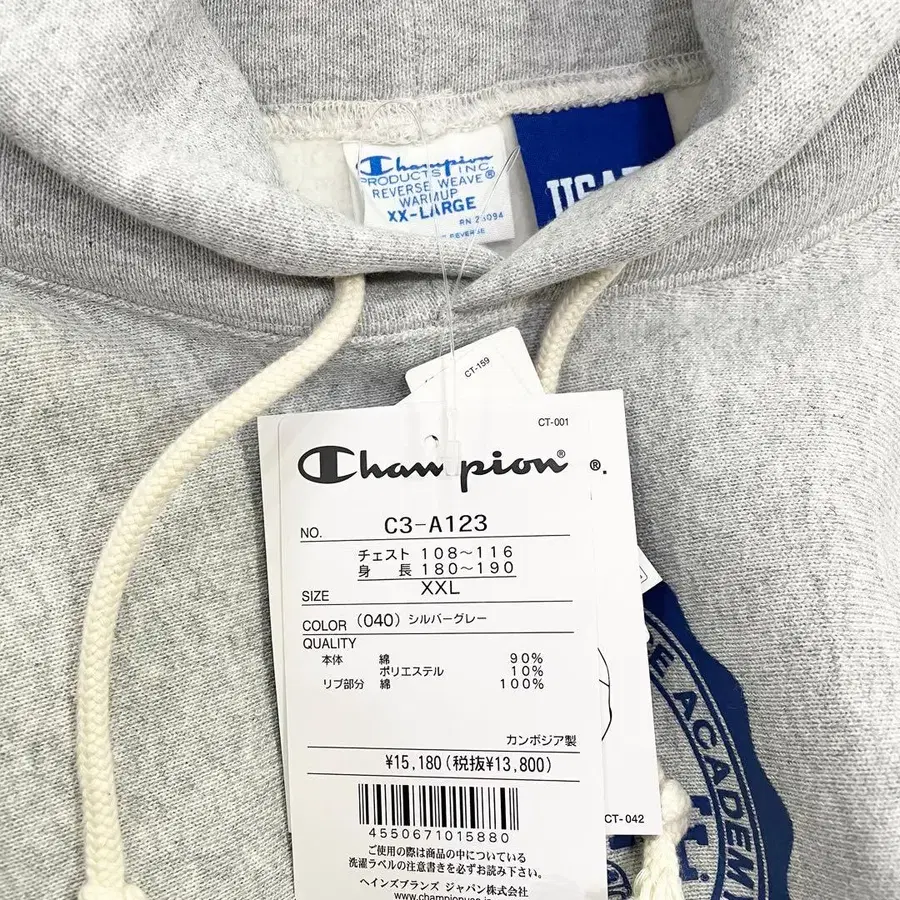 Champion
PRODUCTS INC.
REVERSE WEAVE®
WARMUP
XX-LARGE
REVERSE
CT-159
CT-001
Champion® ®.
NO. C3-A123
チェスト 108～116
身 長 180～190
SIZE XXL
COLOR (040) シルバーグレー
QUALITY
本体 綿 90%
ポリエステル 10%
リブ部分 綿 100%
カンボジア製
¥15,180(税抜¥13,800)
4550671015880
CT-042
ご使用の際は商品の中についている
洗濯ラベルの注意書きを必ずお読み下さい。
ヘインズブランズ ジャパン株式会社